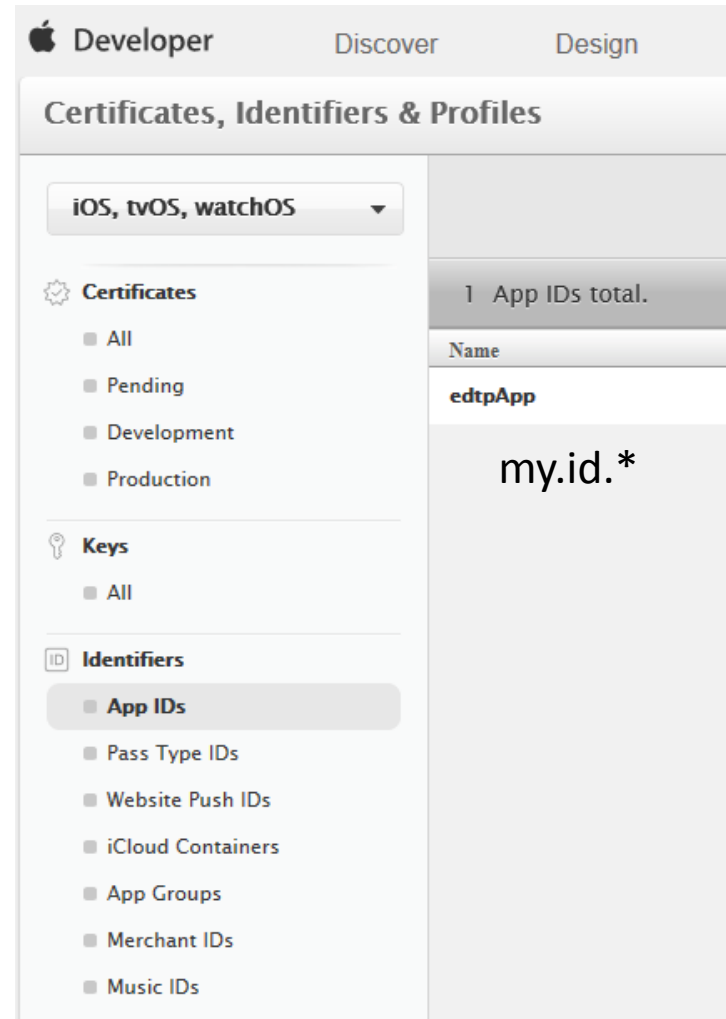 Developer Discover Design
Certificates, Identifiers & Profiles
iOS, tvOS, watchOS
Certificates
All
Pending
Development
Production
Keys
All
ID Identifiers
App IDs
Pass Type IDs
Website Push IDs
iCloud Containers
App Groups
Merchant IDs
Music IDs
1 App IDs total.
Name
edtpApp
my.id.*